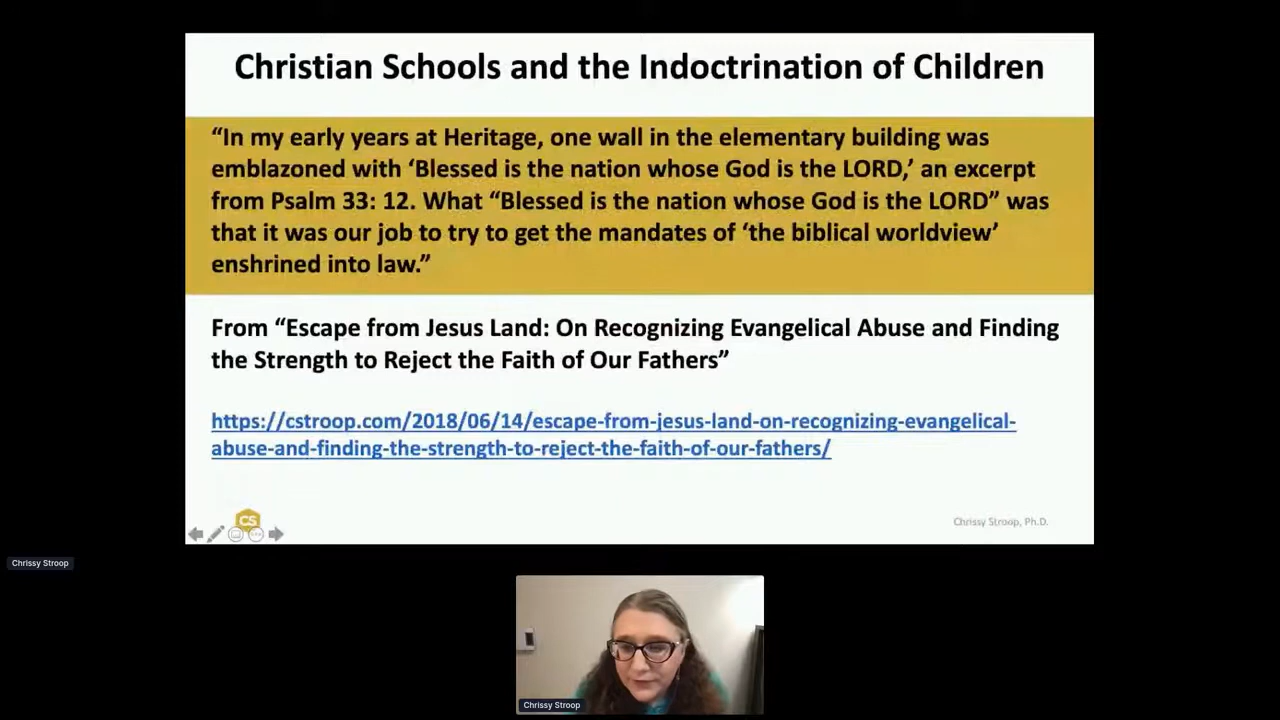 Christian Schools and the Indoctrination of Children
“In my early years at Heritage, one wall in the elementary building was
emblazoned with ‘Blessed is the nation whose God is the LORD,’ an excerpt
from Psalm 33: 12. What “Blessed is the nation whose God is the LORD” was
that it was our job to try to get the mandates of ‘the biblical worldview’
enshrined into law.”
From “Escape from Jesus Land: On Recognizing Evangelical Abuse and Finding
the Strength to Reject the Faith of Our Fathers”
https://cstroop.com/2018/06/14/escape-from-jesus-land-on-recognizing-evangelical-
abuse-and-finding-the-strength-to-reject-the-faith-of-our-fathers/
CS
Chrissy Stroop, Ph.D.
Chrissy Stroop
Chrissy Stroop